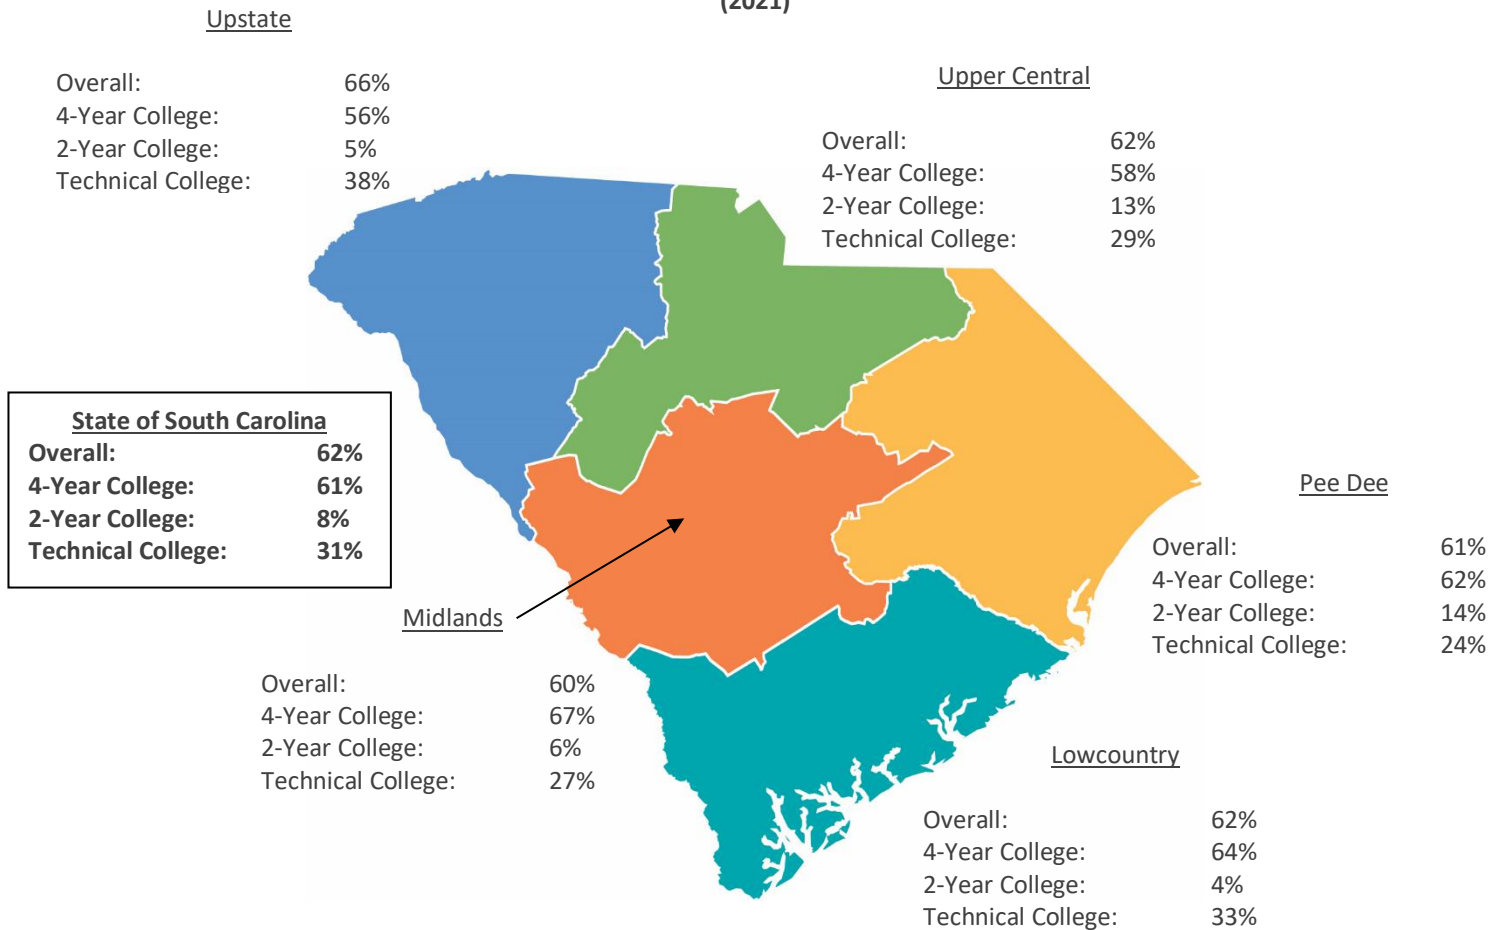 (2021)
Upstate
Overall: 66%
4-Year College: 56%
2-Year College: 5%
Technical College: 38%
Upper Central
Overall: 62%
4-Year College: 58%
2-Year College: 13%
Technical College: 29%
State of South Carolina
Overall: 62%
4-Year College: 61%
2-Year College: 8%
Technical College: 31%
Pee Dee
Overall: 61%
4-Year College: 62%
2-Year College: 14%
Technical College: 24%
Midlands
Overall: 60%
4-Year College: 67%
2-Year College: 6%
Technical College: 27%
Lowcountry
Overall: 62%
4-Year College: 64%
2-Year College: 4%
Technical College: 33%